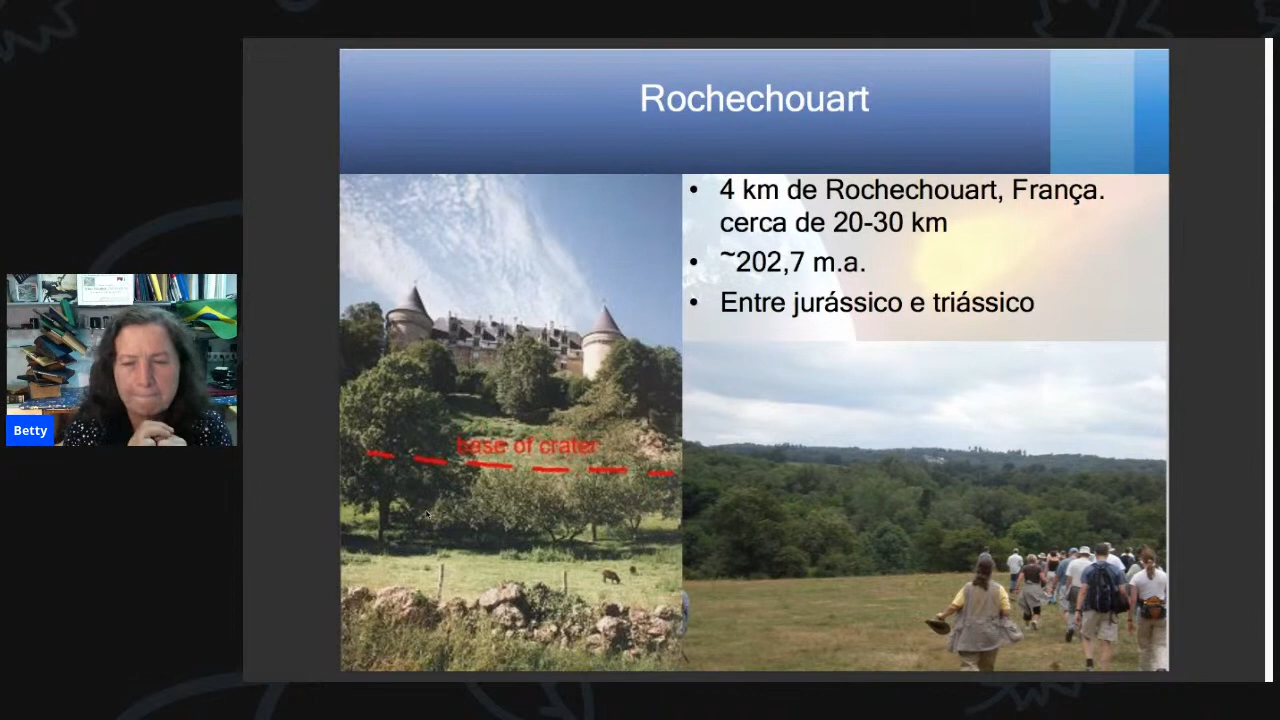 Rochechouart
• 4 km de Rochechouart, França.
cerca de 20-30 km
• ~202,7 m.a.
• Entre jurássico e triássico
base of crater
Betty